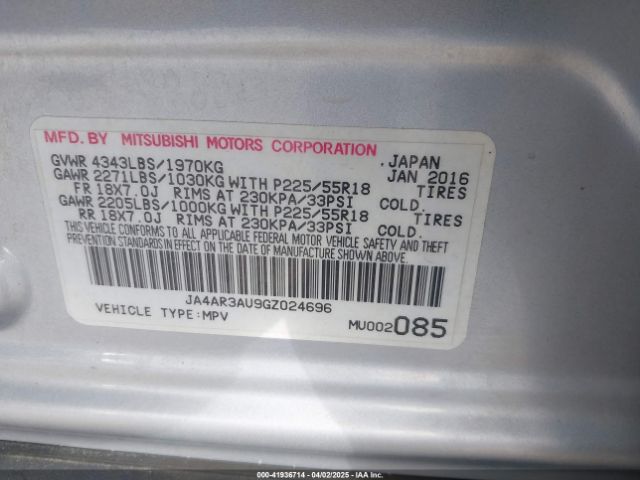 MFD. BY MITSUBISHI MOTORS CORPORATION
, JAPAN
GVWR 4343LBS/1970KG JAN 2016
GAWR 2271LBS/1030KG WITH P225/55R18 TIRES
FR 18X7.0J RIMS AT 230KPA/33PSI COLD.
GAWR 2205LBS/1000KG WITH P225/55R18 TIRES
RR 18X7.0J RIMS AT 230KPA/33PSI COLD.
THIS VEHICLE CONFORMS TO ALL APPLICABLE FEDERAL MOTOR VEHICLE SAFETY AND THEFT
PREVENTION STANDARDS IN EFFECT ON THE DATE OF MANUFACTURE SHOWN ABOVE.
JA4AR3AU9GZ024696
VEHICLE TYPE:MPV
MU002085
000-41936714 - 04/02/2025 - IAA Inc.